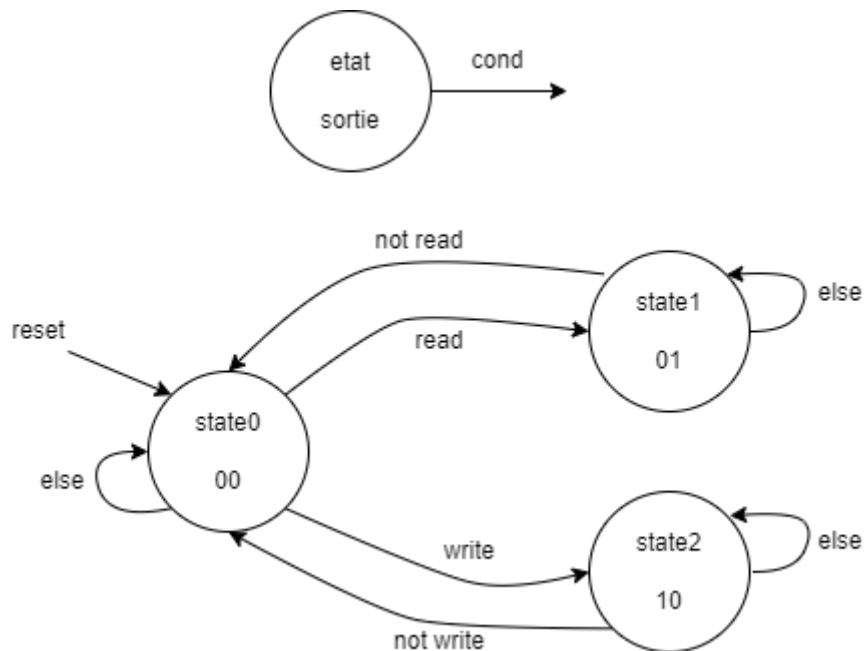 etat
cond
sortie
not read
state1
else
reset
read
01
state0
else
00
write
state2
else
10
not write